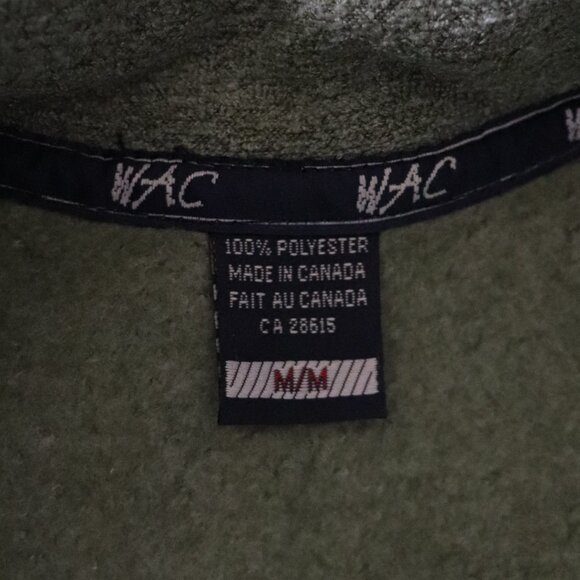 WAC WAC
100% POLYESTER
MADE IN CANADA
FAIT AU CANADA
CA 28615
M/M